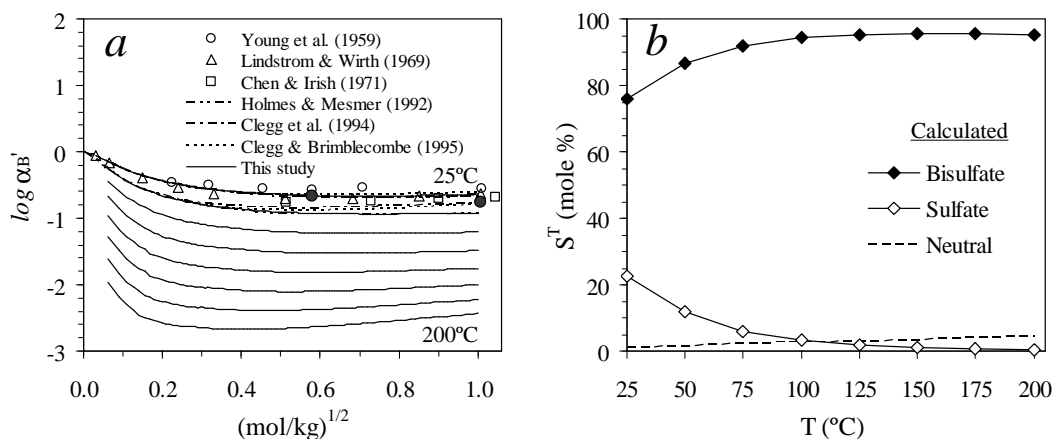 a
Young et al. (1959)
Lindstrom & Wirth (1969)
Chen & Irish (1971)
Holmes & Mesmer (1992)
Clegg et al. (1994)
Clegg & Brimblecombe (1995)
This study
25ºC
200ºC
2
1
0
-1
-2
-3
log αB'
0.0 0.2 0.4 0.6 0.8 1.0
(mol/kg)^1/2
b
100
80
60
40
20
0
S^T (mole %)
Calculated
Bisulfate
Sulfate
Neutral
25 50 75 100 125 150 175 200
T (ºC)